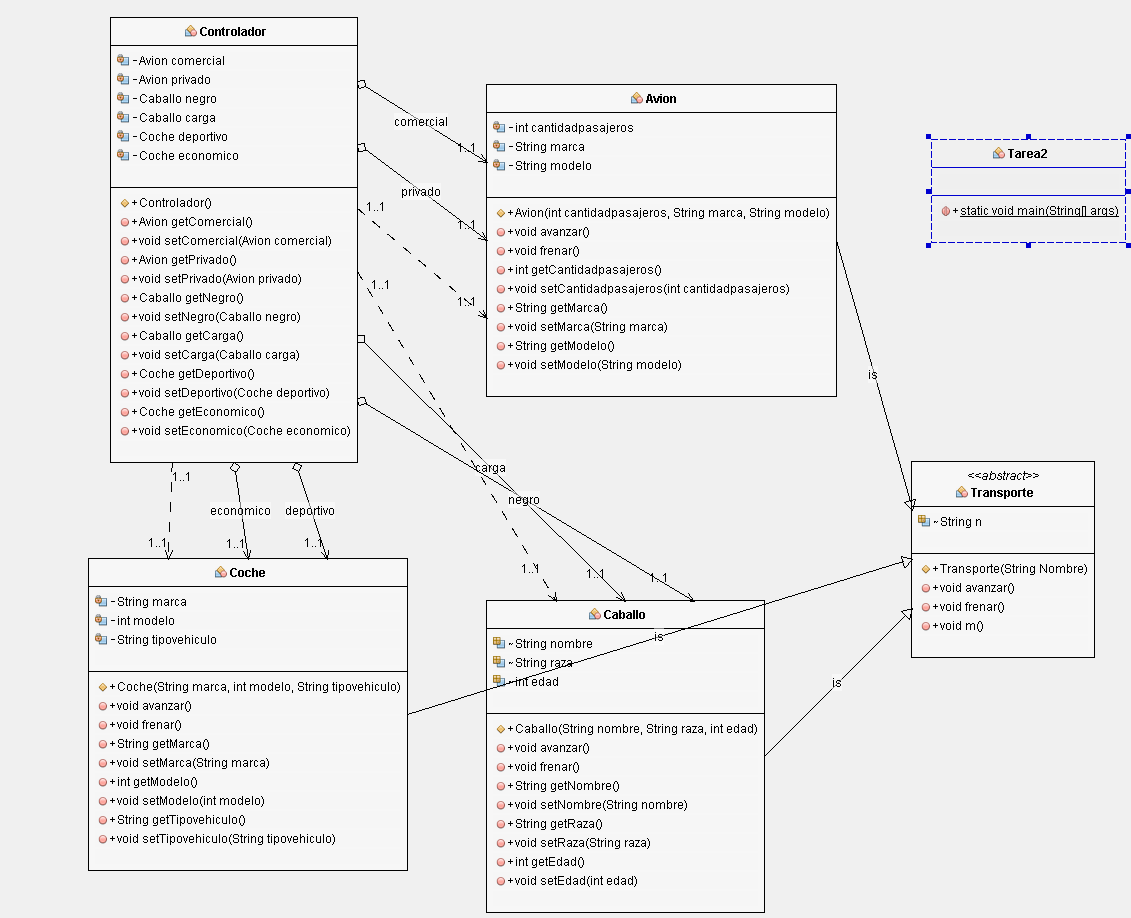 Controlador
-Avion comercial
-Avion privado
-Caballo negro
-Caballo carga
-Coche deportivo
-Coche economico
+Controlador()
+Avion getComercial()
+void setComercial(Avion comercial)
+Avion getPrivado()
+void setPrivado(Avion privado)
+Caballo getNegro()
+void setNegro(Caballo negro)
+Caballo getCarga()
+void setCarga(Caballo carga)
+Coche getDeportivo()
+void setDeportivo(Coche deportivo)
+Coche getEconomico()
+void setEconomico(Coche economico)
comercial
1..1
privado
1..1
1..1
1..1
1..1
carga
negro
1..1
1..1
1..1
1..1
economico
deportivo
1..1
1..1
1..1
Avion
-int cantidadpasajeros
-String marca
-String modelo
+Avion(int cantidadpasajeros, String marca, String modelo)
+void avanzar()
+void frenar()
+int getCantidadpasajeros()
+void setCantidadpasajeros(int cantidadpasajeros)
+String getMarca()
+void setMarca(String marca)
+String getModelo()
+void setModelo(String modelo)
Tarea2
+static void main(String[] args)
is
<<abstract>>
Transporte
~String n
+Transporte(String Nombre)
+void avanzar()
+void frenar()
+void m()
Coche
-String marca
-int modelo
-String tipovehiculo
+Coche(String marca, int modelo, String tipovehiculo)
+void avanzar()
+void frenar()
+String getMarca()
+void setMarca(String marca)
+int getModelo()
+void setModelo(int modelo)
+String getTipovehiculo()
+void setTipovehiculo(String tipovehiculo)
Caballo
~String nombre
~String raza
~int edad
+Caballo(String nombre, String raza, int edad)
+void avanzar()
+void frenar()
+String getNombre()
+void setNombre(String nombre)
+String getRaza()
+void setRaza(String raza)
+int getEdad()
+void setEdad(int edad)
is
is